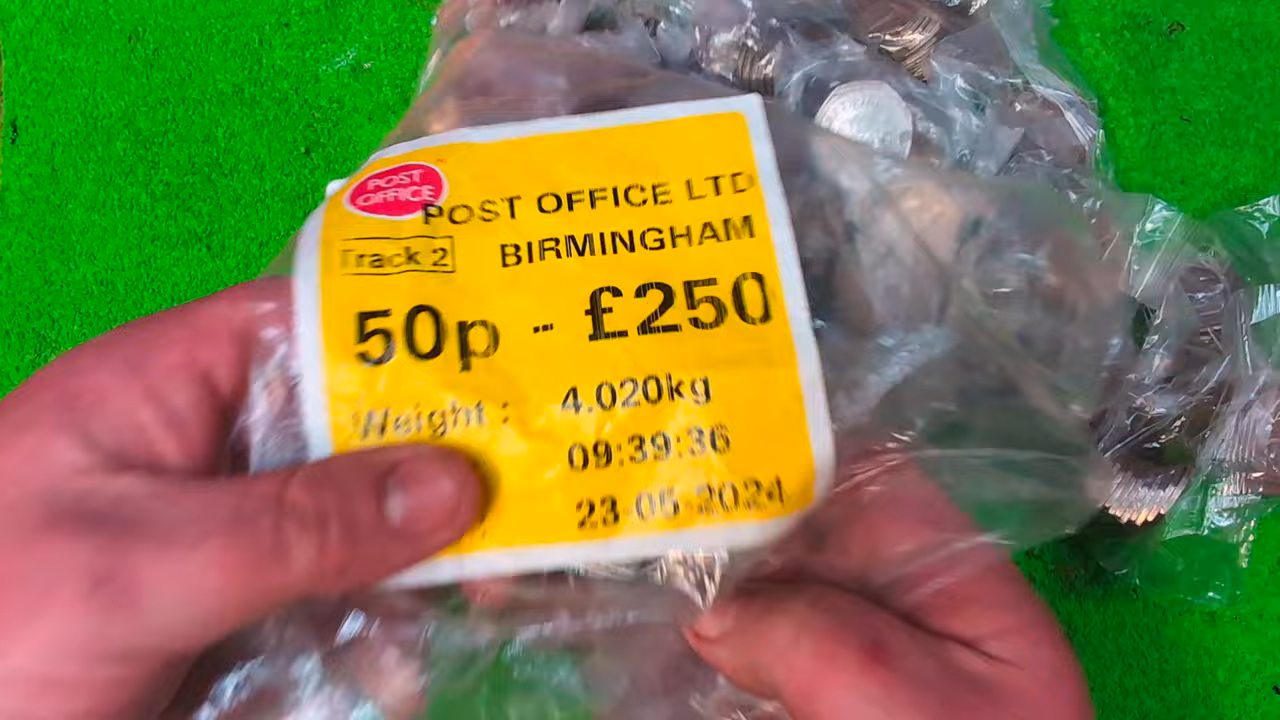 POST
OFFICE
POST OFFICE LTD
Track 2
BIRMINGHAM
50p - £250
Weight : 4.020kg
09:39:36
23-05-2024